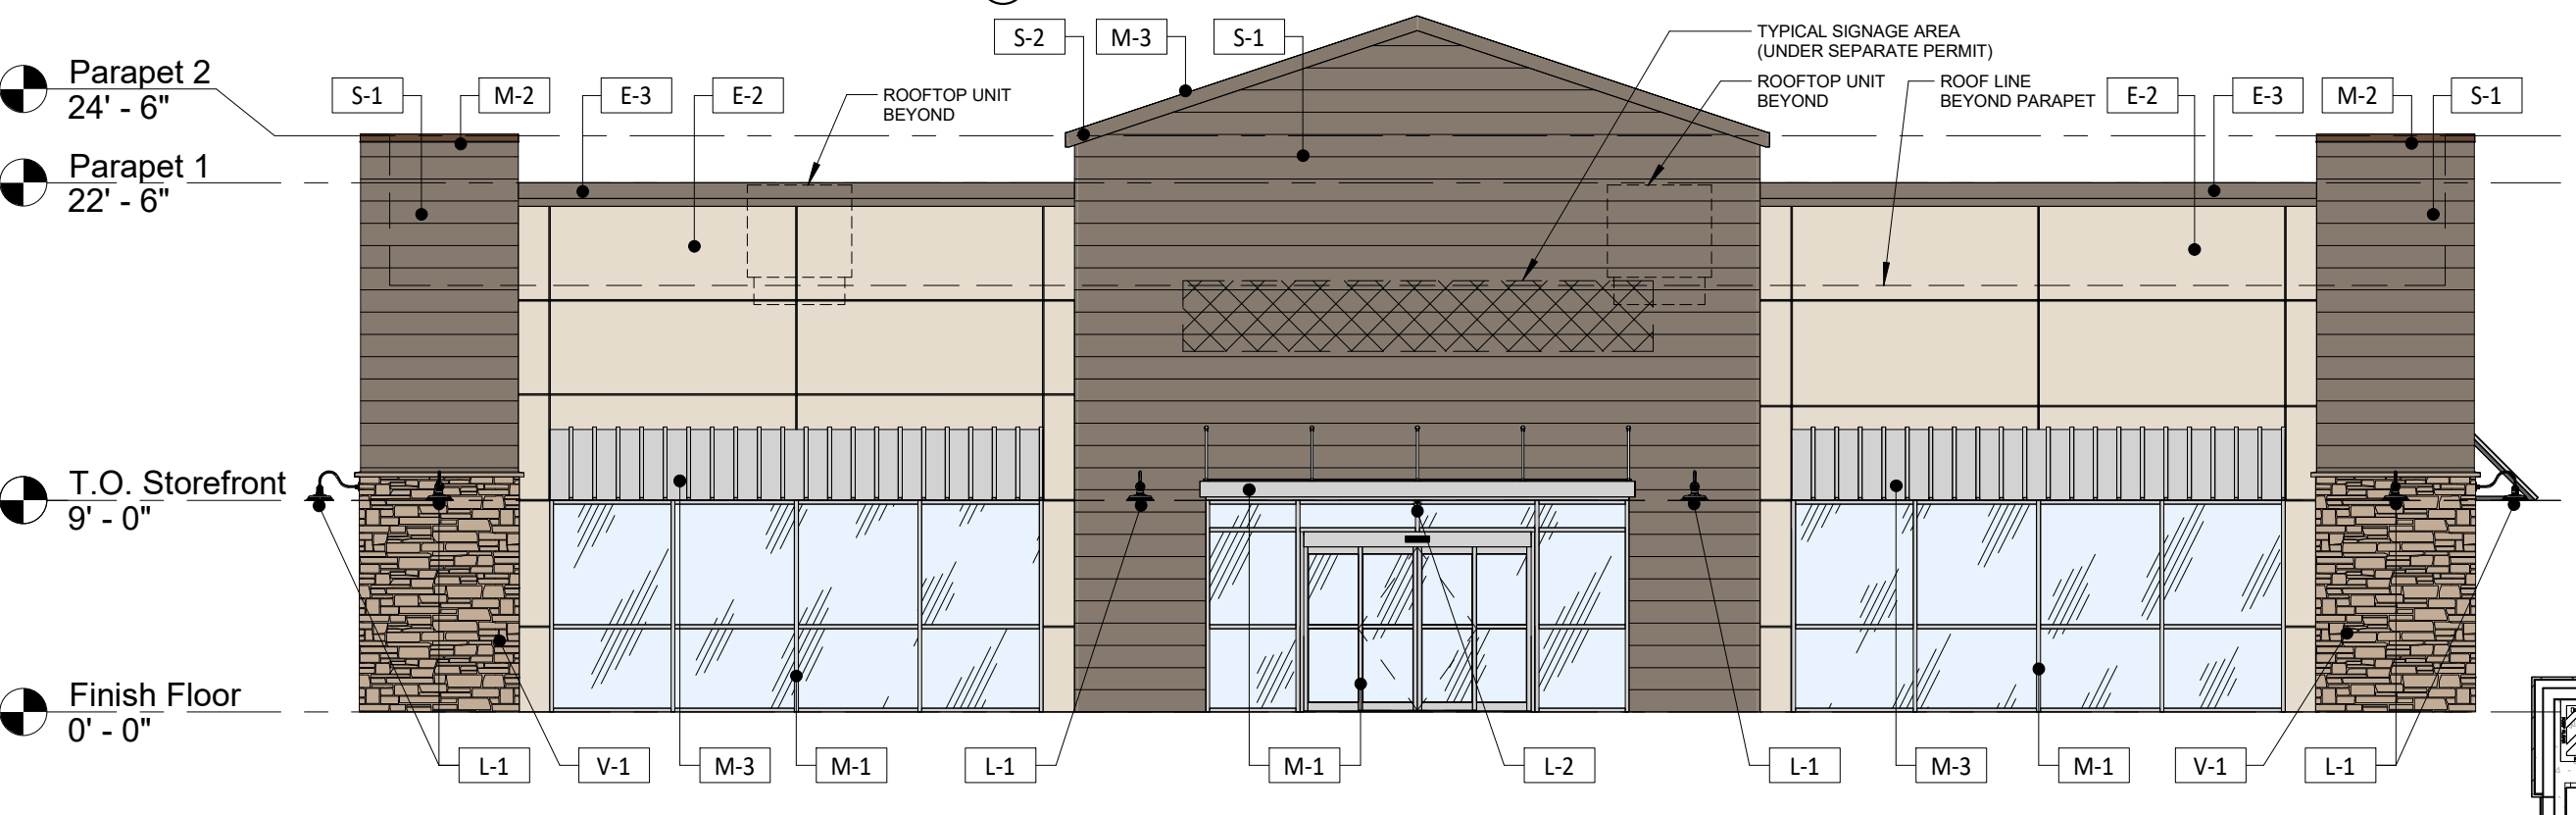 S-2
M-3
S-1
TYPICAL SIGNAGE AREA
(UNDER SEPARATE PERMIT)
Parapet 2
24' - 6"
S-1
M-2
E-3
E-2
ROOFTOP UNIT
BEYOND
ROOFTOP UNIT
BEYOND
ROOF LINE
BEYOND PARAPET
E-2
E-3
M-2
S-1
Parapet 1
22' - 6"
T.O. Storefront
9' - 0"
Finish Floor
0' - 0"
L-1
V-1
M-3
M-1
L-1
M-1
L-2
L-1
M-3
M-1
V-1
L-1